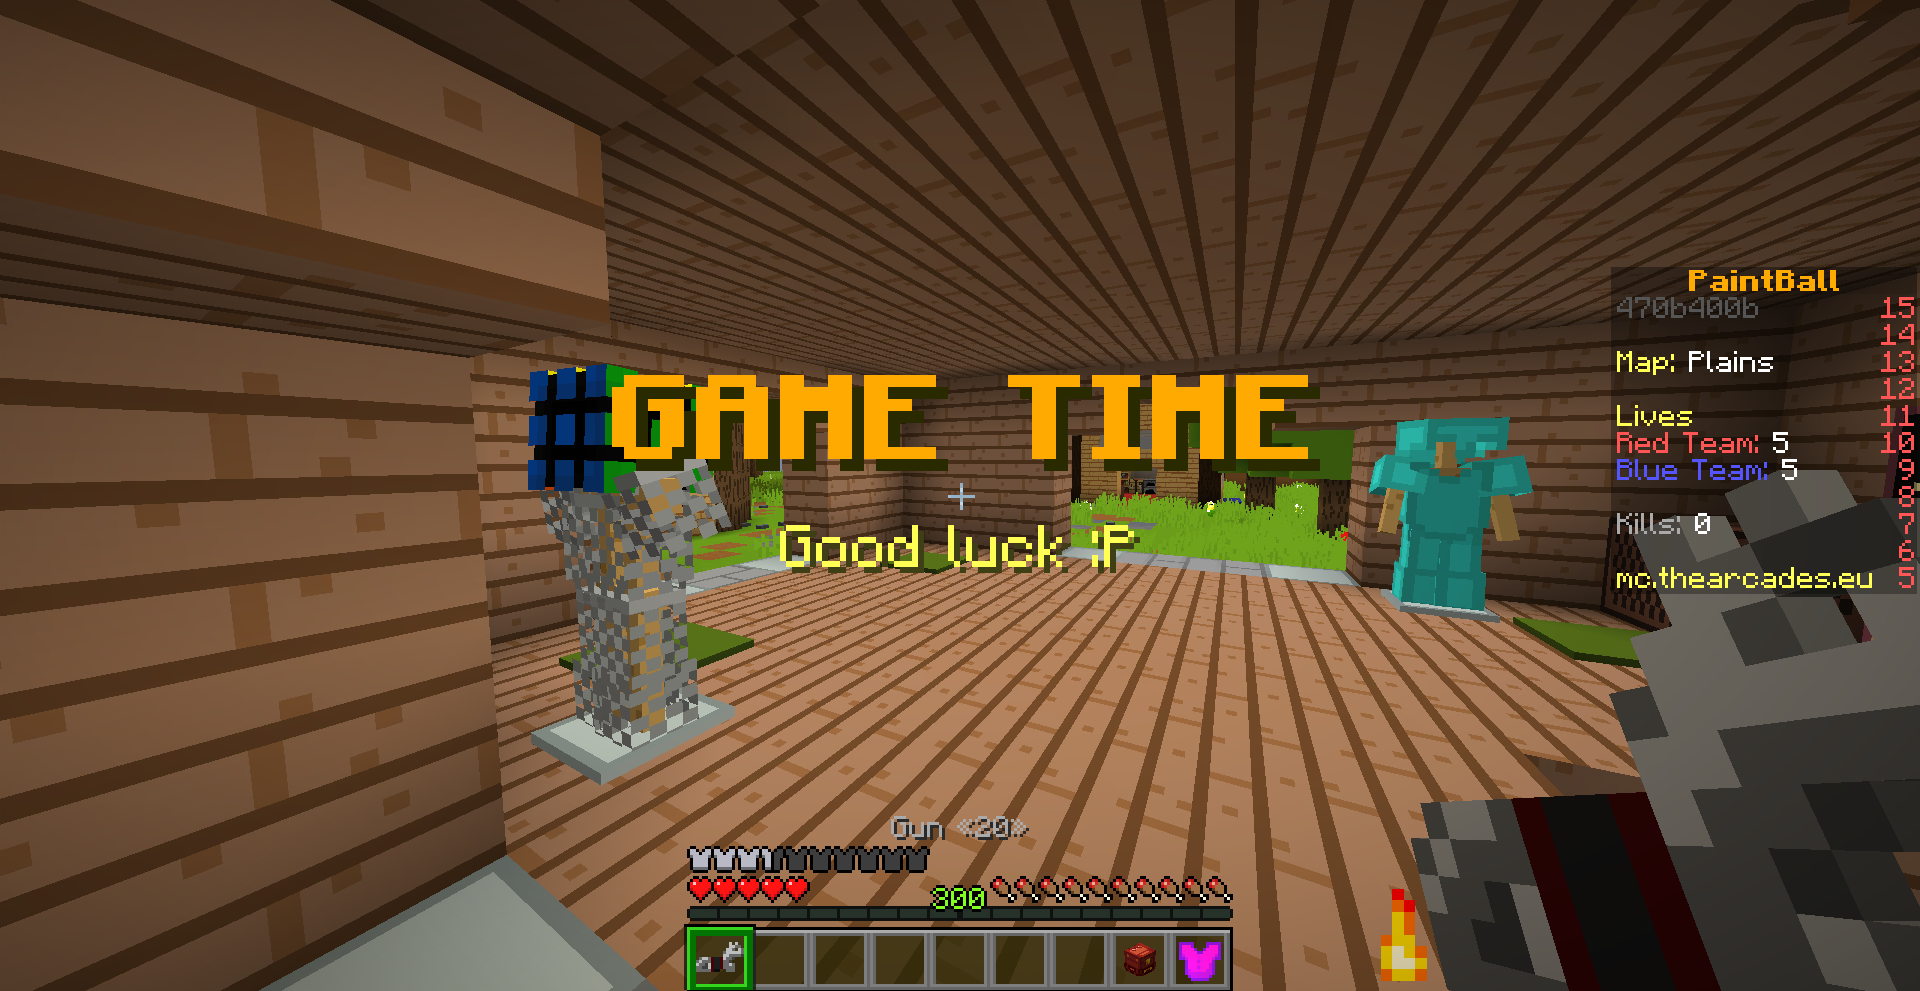 GAME TIME
Good luck :P
PaintBall
470b400b 15
14
Map: Plains 13
12
Lives 11
Red Team: 5 10
Blue Team: 5 9
8
Kills: 0 7
6
mc.thearcades.eu 5
Gun «20»
300